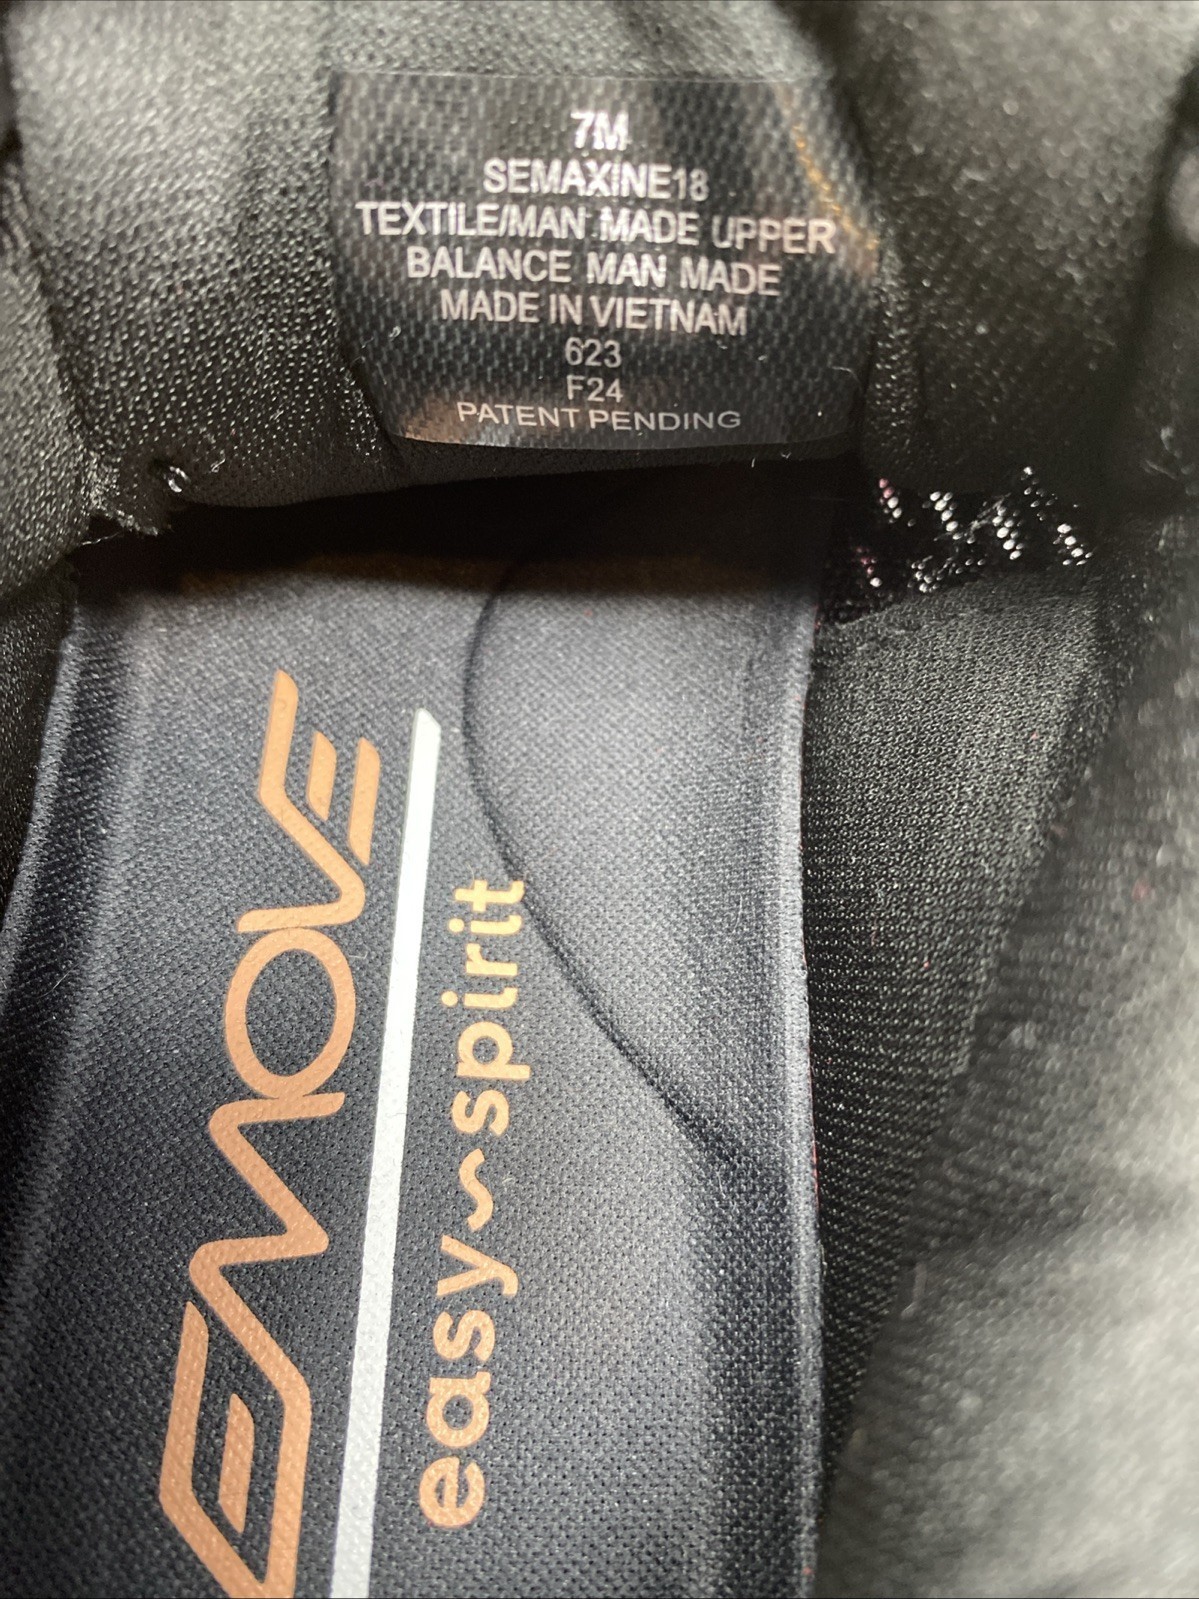 7M
SEMAXINE18
TEXTILE/MAN MADE UPPER
BALANCE MAN MADE
MADE IN VIETNAM
623
F24
PATENT PENDING
EMOVE
easy~spirit